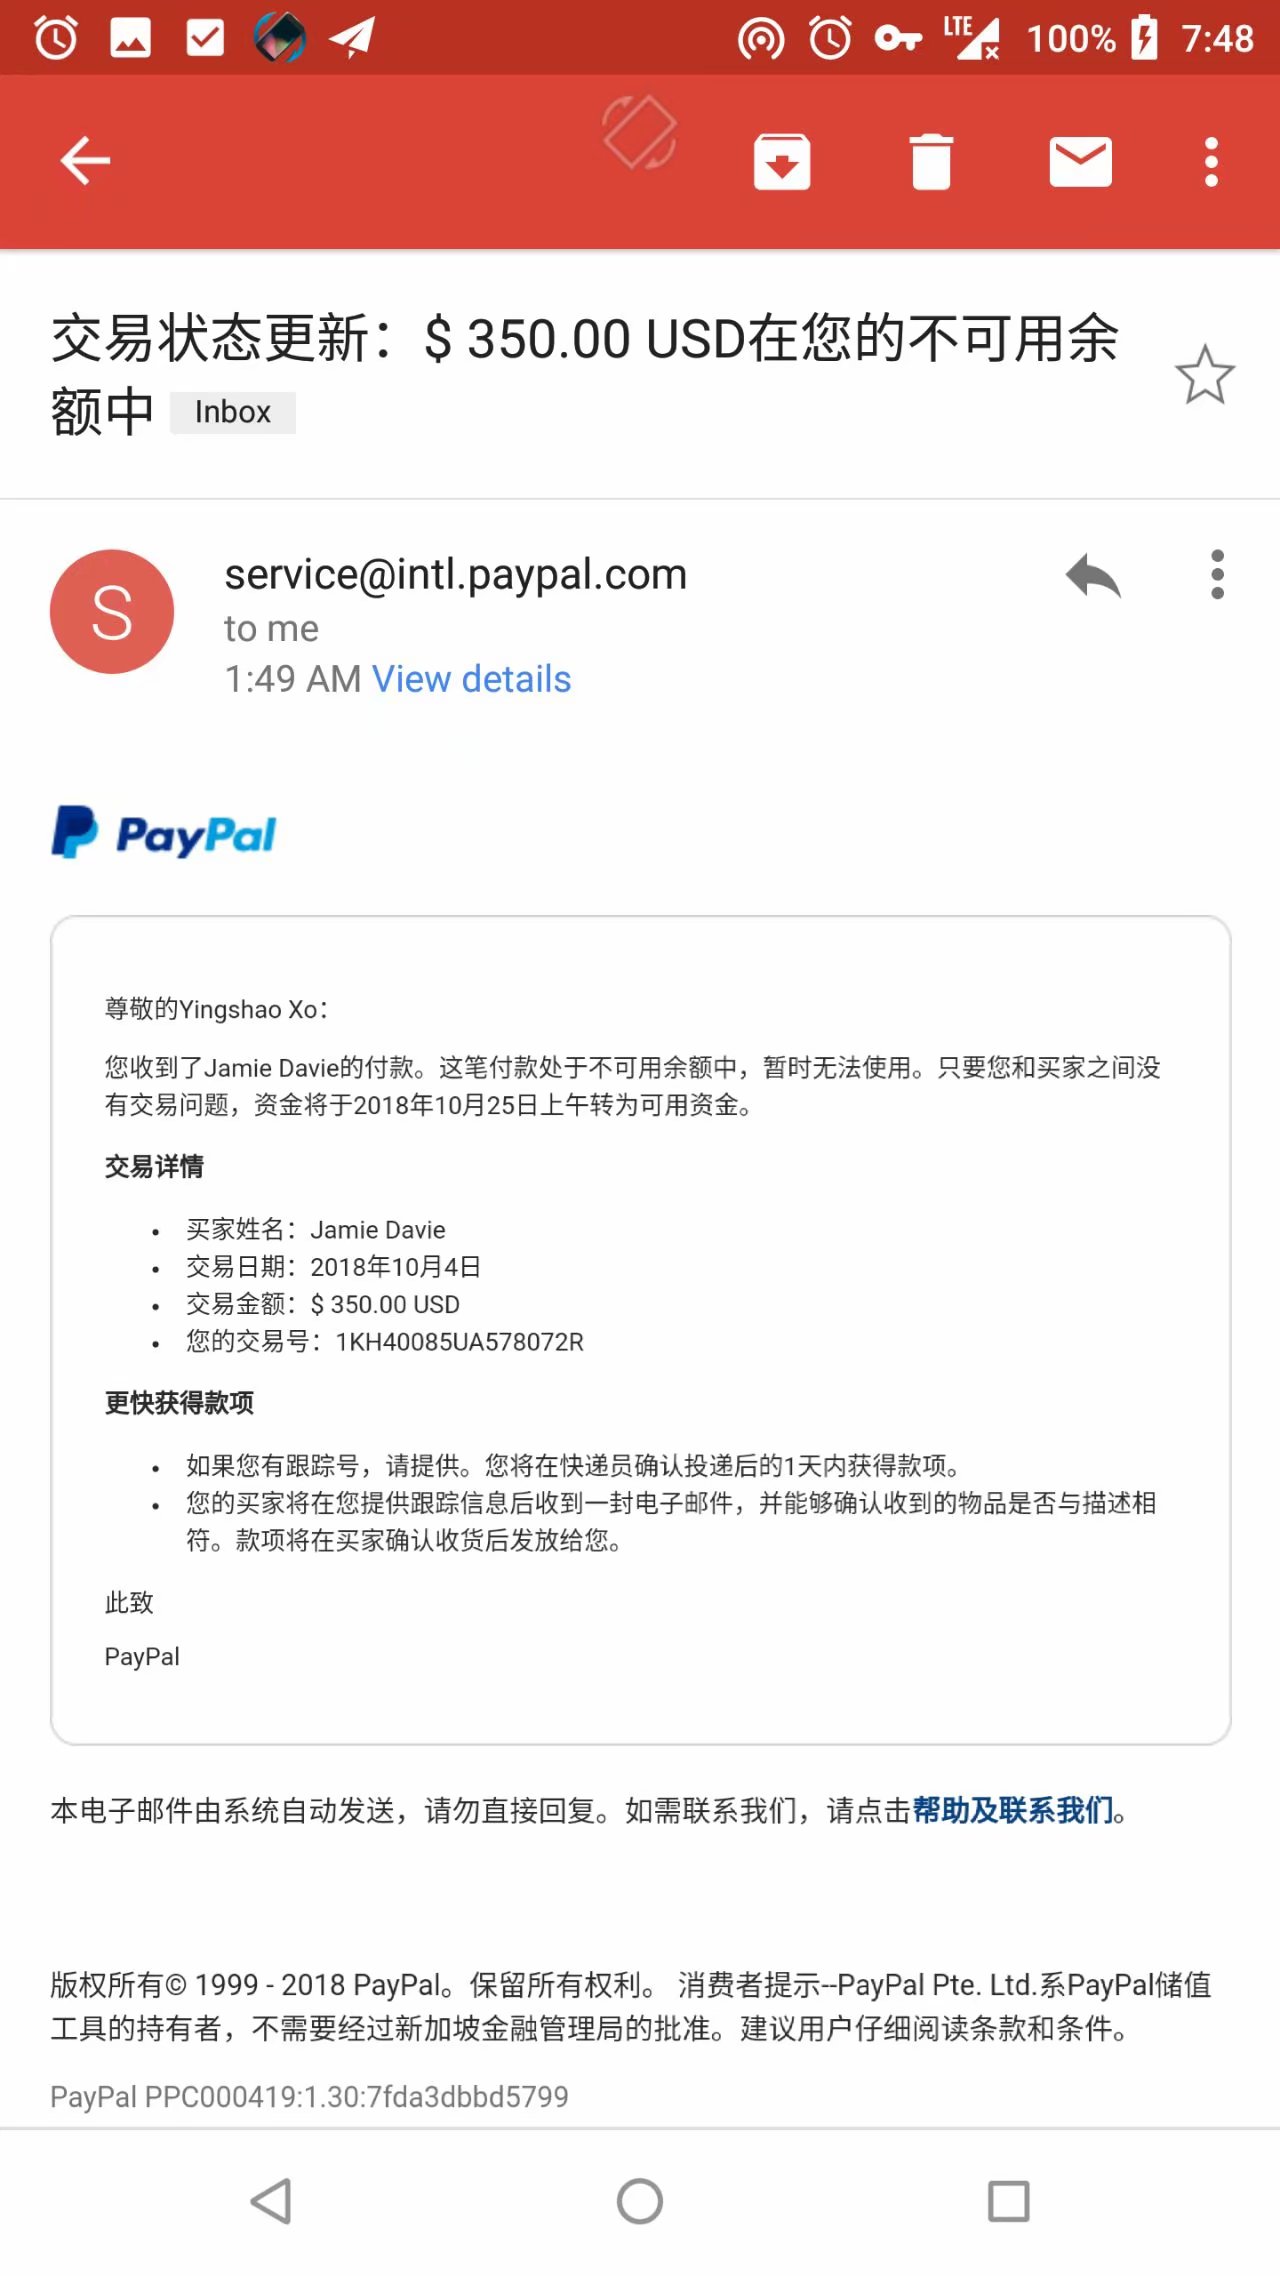 LTE 100% 7:48
交易状态更新：$ 350.00 USD在您的不可用余
额中 Inbox
S
service@intl.paypal.com
to me
1:49 AM View details
PayPal
尊敬的Yingshao Xo：
您收到了Jamie Davie的付款。这笔付款处于不可用余额中，暂时无法使用。只要您和买家之间没
有交易问题，资金将于2018年10月25日上午转为可用资金。
交易详情
• 买家姓名：Jamie Davie
• 交易日期：2018年10月4日
• 交易金额：$ 350.00 USD
• 您的交易号：1KH40085UA578072R
更快获得款项
• 如果您有跟踪号，请提供。您将在快递员确认投递后的1天内获得款项。
• 您的买家将在您提供跟踪信息后收到一封电子邮件，并能够确认收到的物品是否与描述相
符。款项将在买家确认收货后发放给您。
此致
PayPal
本电子邮件由系统自动发送，请勿直接回复。如需联系我们，请点击帮助及联系我们。
版权所有© 1999 - 2018 PayPal。保留所有权利。 消费者提示--PayPal Pte. Ltd.系PayPal储值
工具的持有者，不需要经过新加坡金融管理局的批准。建议用户仔细阅读条款和条件。
PayPal PPC000419:1.30:7fda3dbbd5799